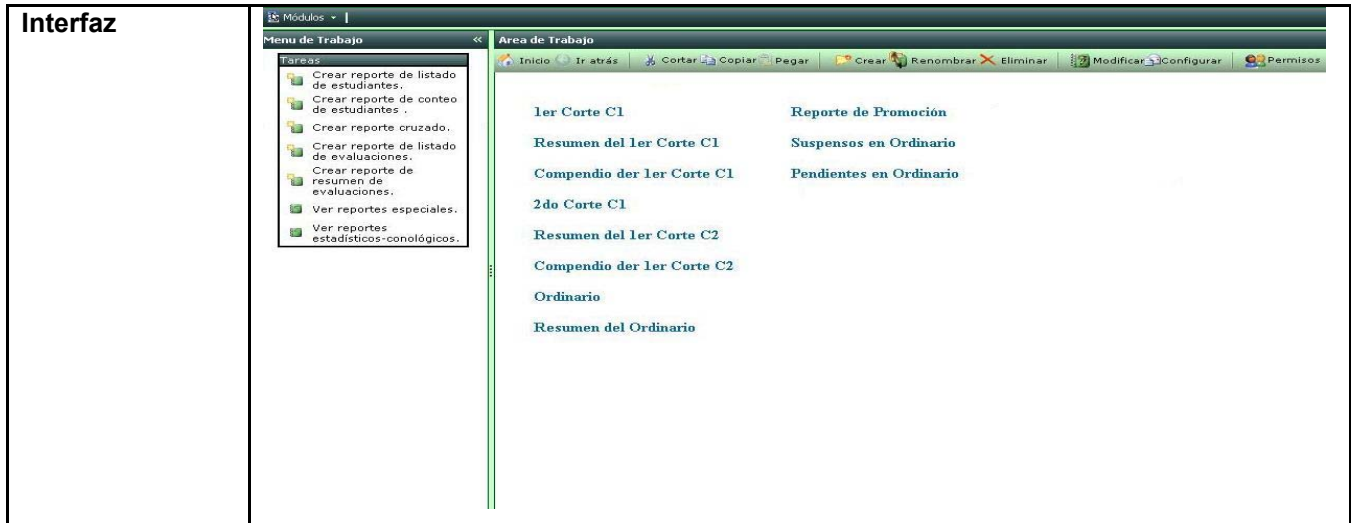 Interfaz
Módulos
Menu de Trabajo «
Tareas
Crear reporte de listado
de estudiantes.
Crear reporte de conteo
de estudiantes .
Crear reporte cruzado.
Crear reporte de listado
de evaluaciones.
Crear reporte de
resumen de
evaluaciones.
Ver reportes especiales.
Ver reportes
estadísticos-conológicos.
Area de Trabajo
Inicio Ir atrás Cortar Copiar Pegar Crear Renombrar Eliminar Modificar Configurar Permisos
1er Corte C1
Resumen del 1er Corte C1
Compendio der 1er Corte C1
2do Corte C1
Resumen del 1er Corte C2
Compendio der 1er Corte C2
Ordinario
Resumen del Ordinario
Reporte de Promoción
Suspensos en Ordinario
Pendientes en Ordinario